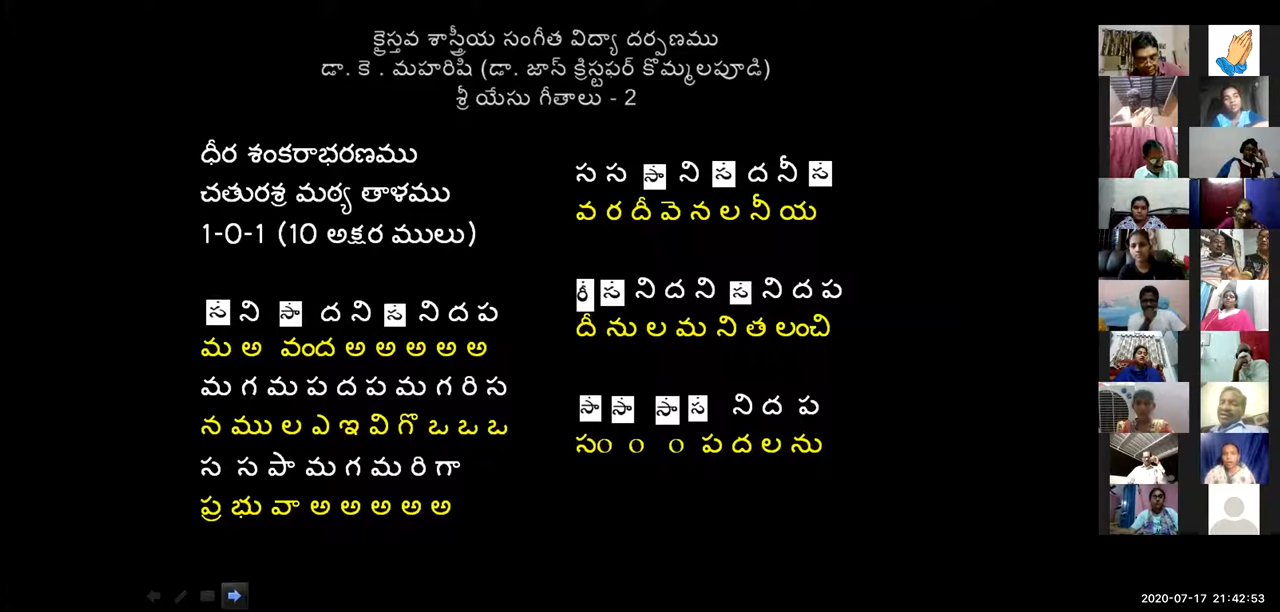 క్రైస్తవ శాస్త్రీయ సంగీత విద్యా దర్పణము
డా. కె . మహరిషి (డా. జాస్ క్రిస్టఫర్ కొమ్మలపూడి)
శ్రీ యేసు గీతాలు - 2
ధీర శంకరాభరణము
చతురశ్ర మఠ్య తాళము
1-0-1 (10 అక్షర ములు)
స̇ ని సా̇ ద ని స̇ ని ద ప
మ అ వంద అ అ అ అ అ
మ గ మ ప ద ప మ గ రి స
న ము ల ఎ ఇ వి గొ ఒ ఒ ఒ
స స పా మ గ మ రి గా
ప్ర భు వా అ అ అ అ అ
స స సా̇ ని స̇ ద నీ స̇
వ ర దీ వె న ల నీ య
రీ̇ స̇ ని ద ని స̇ ని ద ప
దీ ను ల మ ని త లంచి
సా̇ సా̇ సా̇ స̇ ని ద ప
సం ం ం ప ద ల ను
2020-07-17 21:42:53